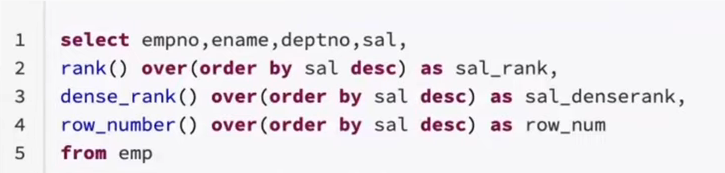 1 select empno,ename,deptno,sal,
2 rank() over(order by sal desc) as sal_rank,
3 dense_rank() over(order by sal desc) as sal_denserank,
4 row_number() over(order by sal desc) as row_num
5 from emp